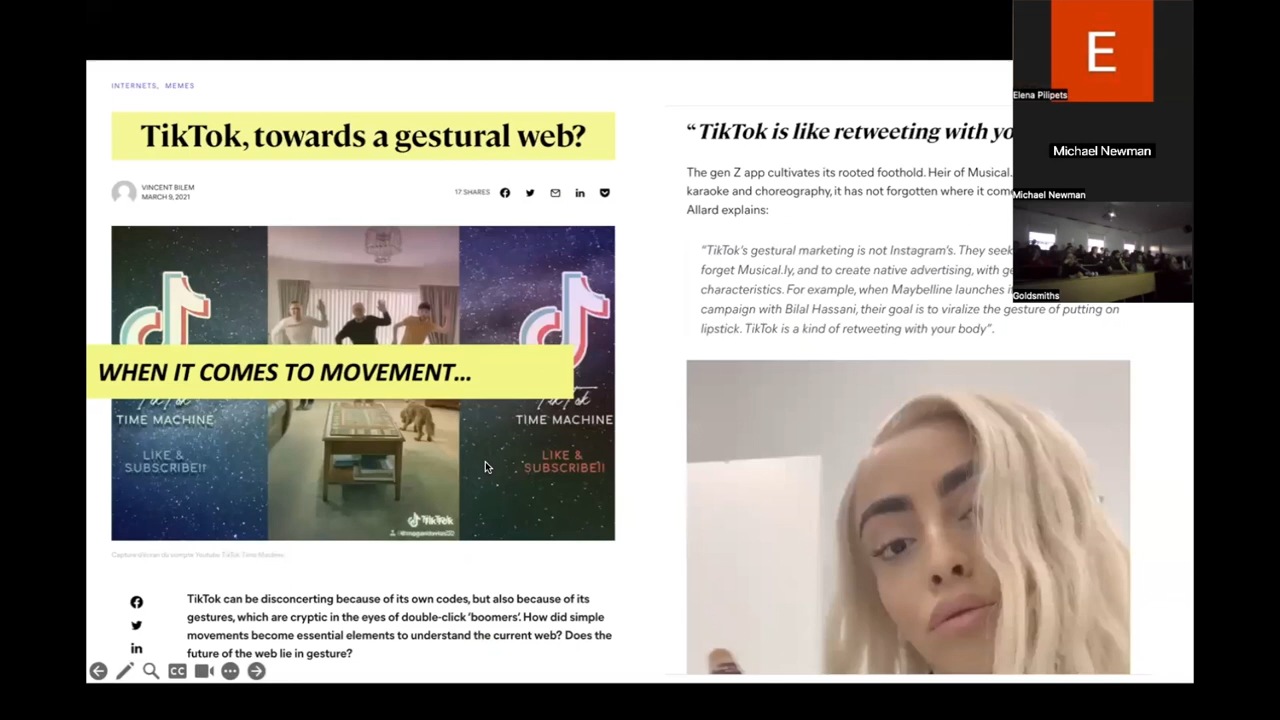 INTERNETS, MEMES
TikTok, towards a gestural web?
VINCENT BILEM
MARCH 9, 2021
17 SHARES
WHEN IT COMES TO MOVEMENT...
TikTok
TIME MACHINE
LIKE &
SUBSCRIBE!!
TikTok
TIME MACHINE
LIKE &
SUBSCRIBE!!
TikTok
TikTok can be disconcerting because of its own codes, but also because of its
gestures, which are cryptic in the eyes of double-click ‘boomers’. How did simple
movements become essential elements to understand the current web? Does the
future of the web lie in gesture?
CC
“TikTok is like retweeting with yo
The gen Z app cultivates its rooted foothold. Heir of Musical.
karaoke and choreography, it has not forgotten where it com
Allard explains:
“TikTok’s gestural marketing is not Instagram’s. They seek
forget Musical.ly, and to create native advertising, with ge
characteristics. For example, when Maybelline launches i
campaign with Bilal Hassani, their goal is to viralize the gesture of putting on
lipstick. TikTok is a kind of retweeting with your body”.
E
Elena Pilipets
Michael Newman
Michael Newman
Goldsmiths